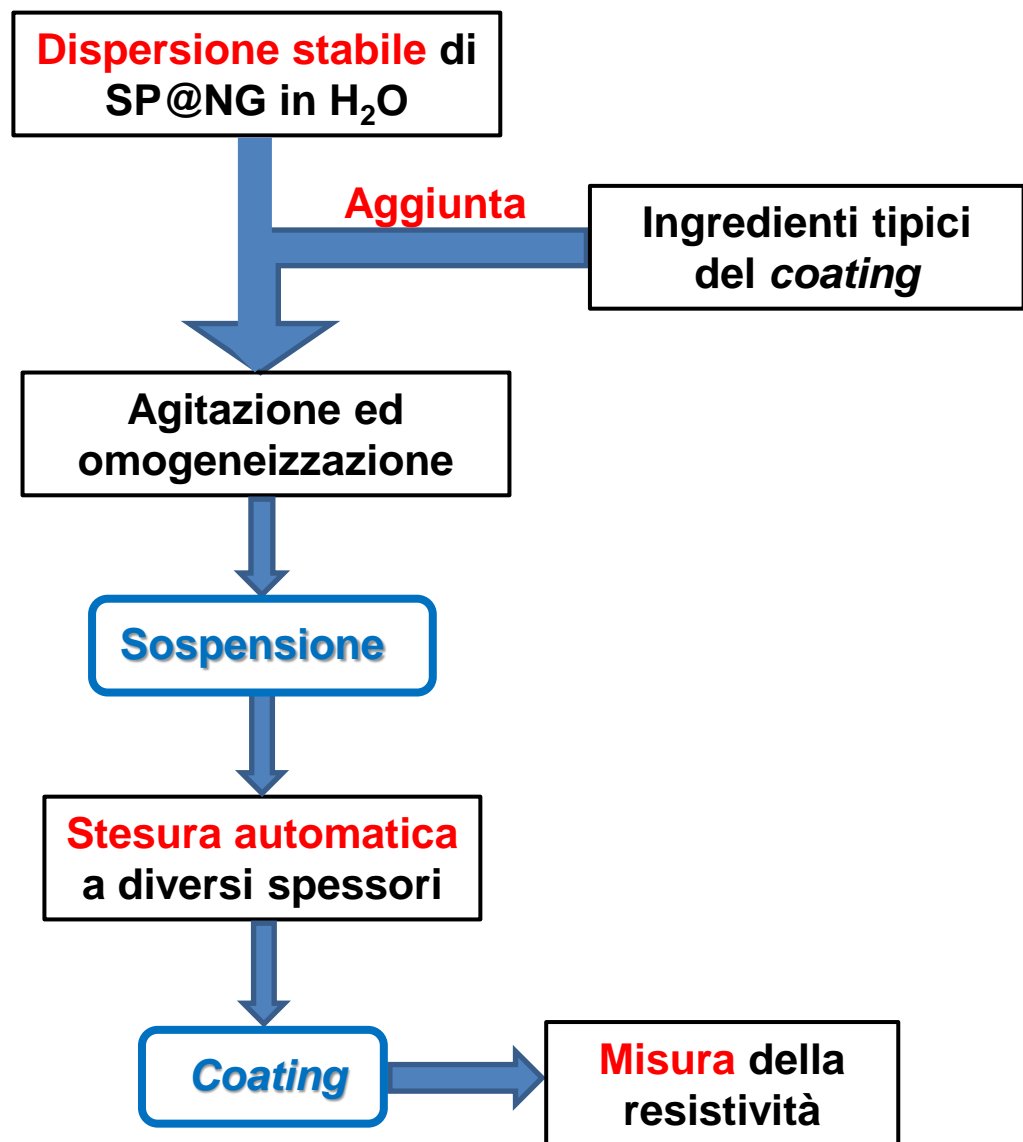 Dispersione stabile di
SP@NG in H₂O
Aggiunta
Ingredienti tipici
del coating
Agitazione ed
omogeneizzazione
Sospensione
Stesura automatica
a diversi spessori
Coating
Misura della
resistività